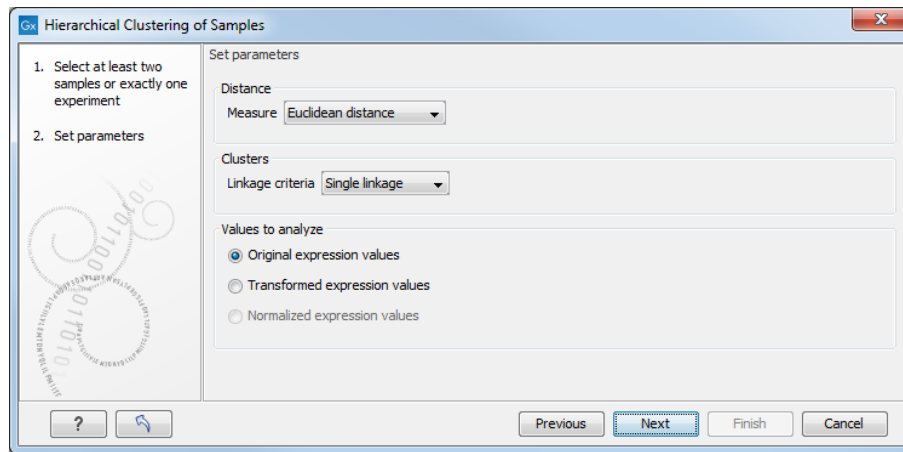 Gx Hierarchical Clustering of Samples
1. Select at least two
samples or exactly one
experiment
2. Set parameters
Set parameters
Distance
Measure Euclidean distance
Clusters
Linkage criteria Single linkage
Values to analyze
Original expression values
Transformed expression values
Normalized expression values
? Previous Next Finish Cancel